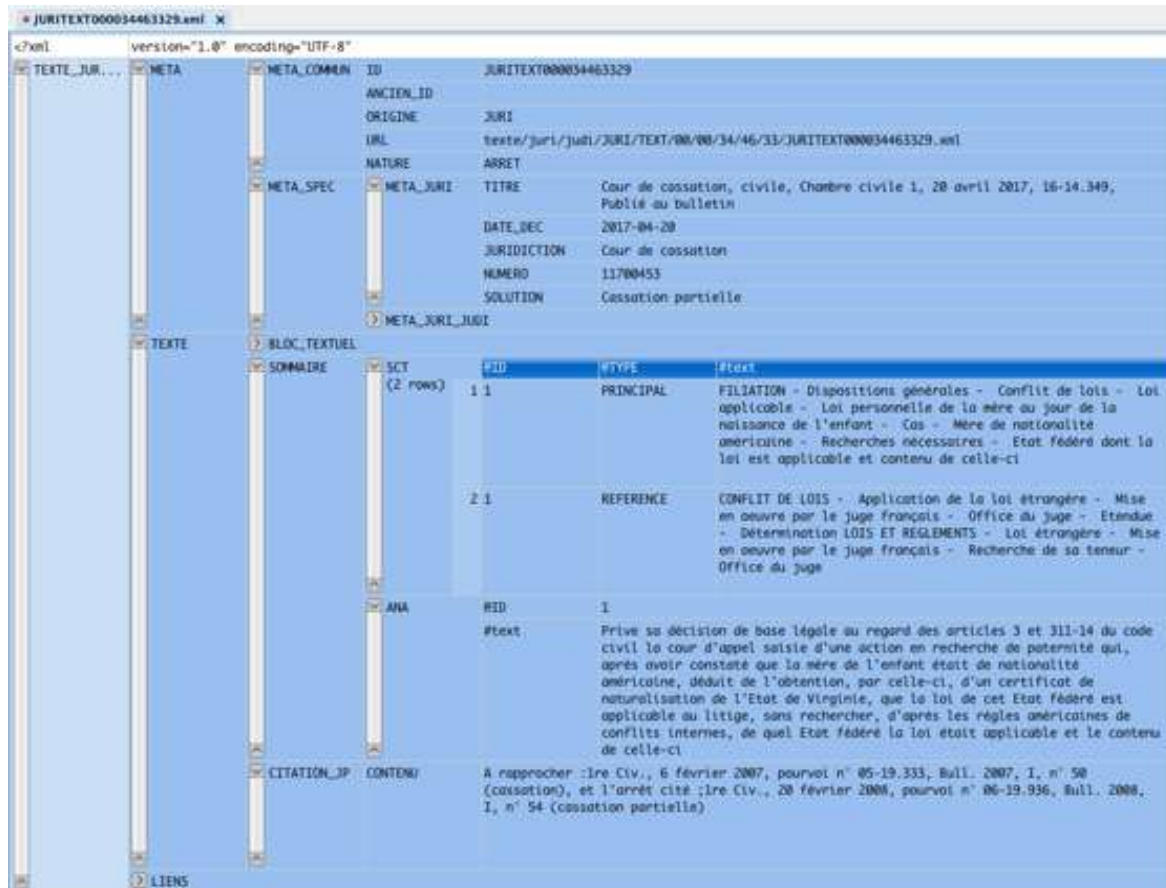 JURITEXT000034463329.xml ×
<?xml version="1.0" encoding="UTF-8"
TEXTE_JUR... META META_COMMUN ID JURITEXT000034463329
ANCIEN_ID
ORIGINE JURI
URL texte/juri/judi/JURI/TEXT/00/00/34/46/33/JURITEXT000034463329.xml
NATURE ARRET
META_SPEC META_JURI TITRE Cour de cassation, civile, Chambre civile 1, 20 avril 2017, 16-14.349,
Publié au bulletin
DATE_DEC 2017-04-20
JURIDICTION Cour de cassation
NUMERO 11700453
SOLUTION Cassation partielle
META_JURI_JUDI
TEXTE BLOC_TEXTUEL
SOMMAIRE SCT #ID #TYPE #text
(2 rows) 1 1 PRINCIPAL FILIATION - Dispositions générales - Conflit de lois - Loi
applicable - Loi personnelle de la mère au jour de la
naissance de l'enfant - Cas - Mère de nationalité
américaine - Recherches nécessaires - Etat fédéré dont la
loi est applicable et contenu de celle-ci
2 1 REFERENCE CONFLIT DE LOIS - Application de la loi étrangère - Mise
en oeuvre par le juge français - Office du juge - Etendue
- Détermination LOIS ET REGLEMENTS - Loi étrangère - Mise
en oeuvre par le juge français - Recherche de sa teneur -
Office du juge
ANA #ID 1
#text Prive sa décision de base légale au regard des articles 3 et 311-14 du code
civil la cour d'appel saisie d'une action en recherche de paternité qui,
après avoir constaté que la mère de l'enfant était de nationalité
américaine, déduit de l'obtention, par celle-ci, d'un certificat de
naturalisation de l'Etat de Virginie, que la loi de cet Etat fédéré est
applicable au litige, sans rechercher, d'après les règles américaines de
conflits internes, de quel Etat fédéré la loi était applicable et le contenu
de celle-ci
CITATION_JP CONTENU A rapprocher :1re Civ., 6 février 2007, pourvoi n° 05-19.333, Bull. 2007, I, n° 50
(cassation), et l'arrêt cité ;1re Civ., 20 février 2008, pourvoi n° 06-19.936, Bull. 2008,
I, n° 54 (cassation partielle)
LIENS